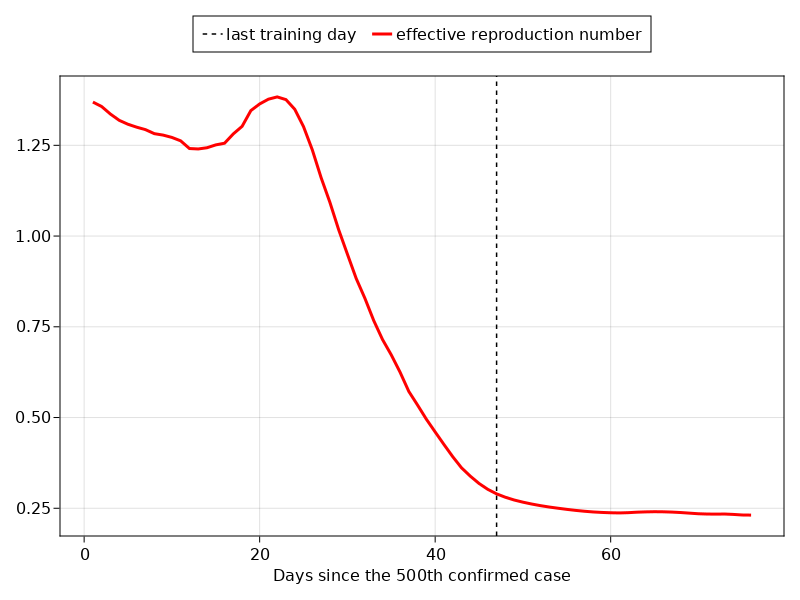 last training day effective reproduction number
1.25
1.00
0.75
0.50
0.25
0 20 40 60
Days since the 500th confirmed case